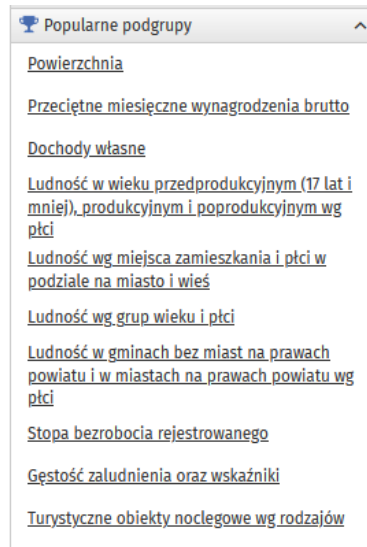 Popularne podgrupy
Powierzchnia
Przeciętne miesięczne wynagrodzenia brutto
Dochody własne
Ludność w wieku przedprodukcyjnym (17 lat i
mniej), produkcyjnym i poprodukcyjnym wg
płci
Ludność wg miejsca zamieszkania i płci w
podziale na miasto i wieś
Ludność wg grup wieku i płci
Ludność w gminach bez miast na prawach
powiatu i w miastach na prawach powiatu wg
płci
Stopa bezrobocia rejestrowanego
Gęstość zaludnienia oraz wskaźniki
Turystyczne obiekty noclegowe wg rodzajów